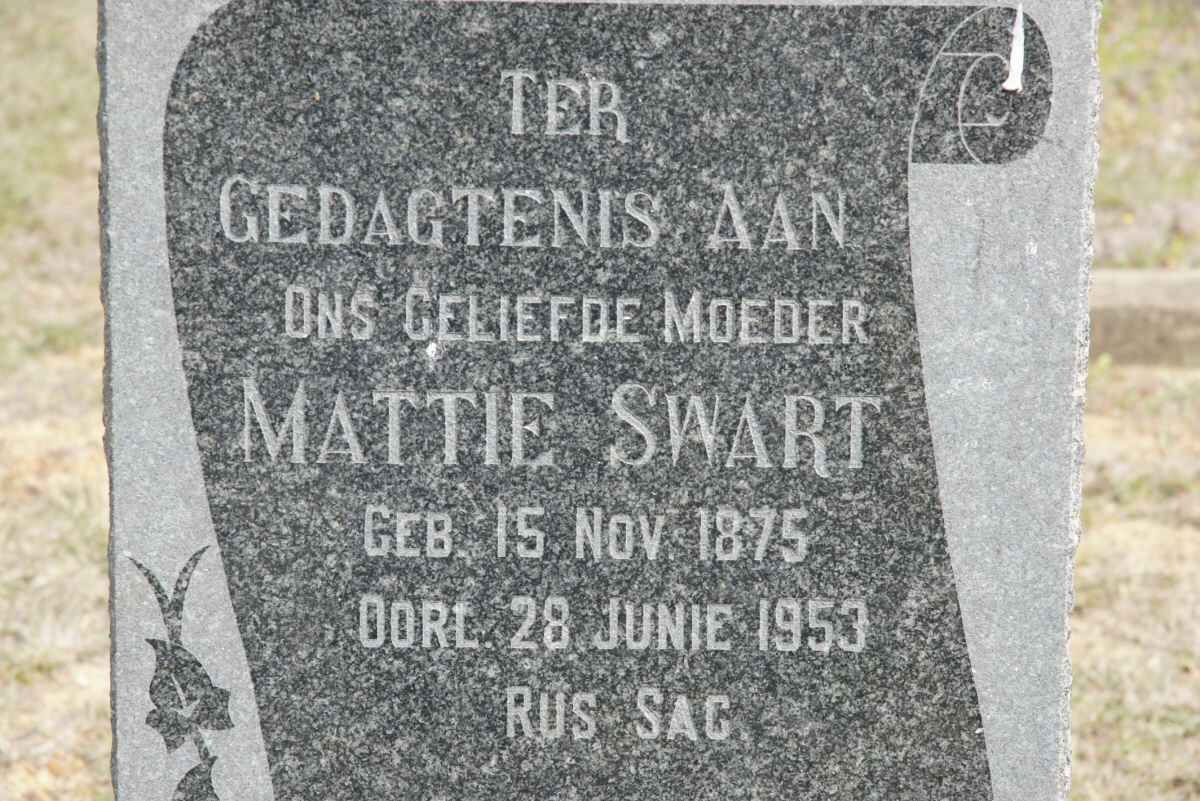 TER
GEDAGTENIS AAN
ONS GELIEFDE MOEDER
MATTIE SWART
GEB. 15 NOV. 1875
OORL. 28 JUNIE 1953
RUS SAG